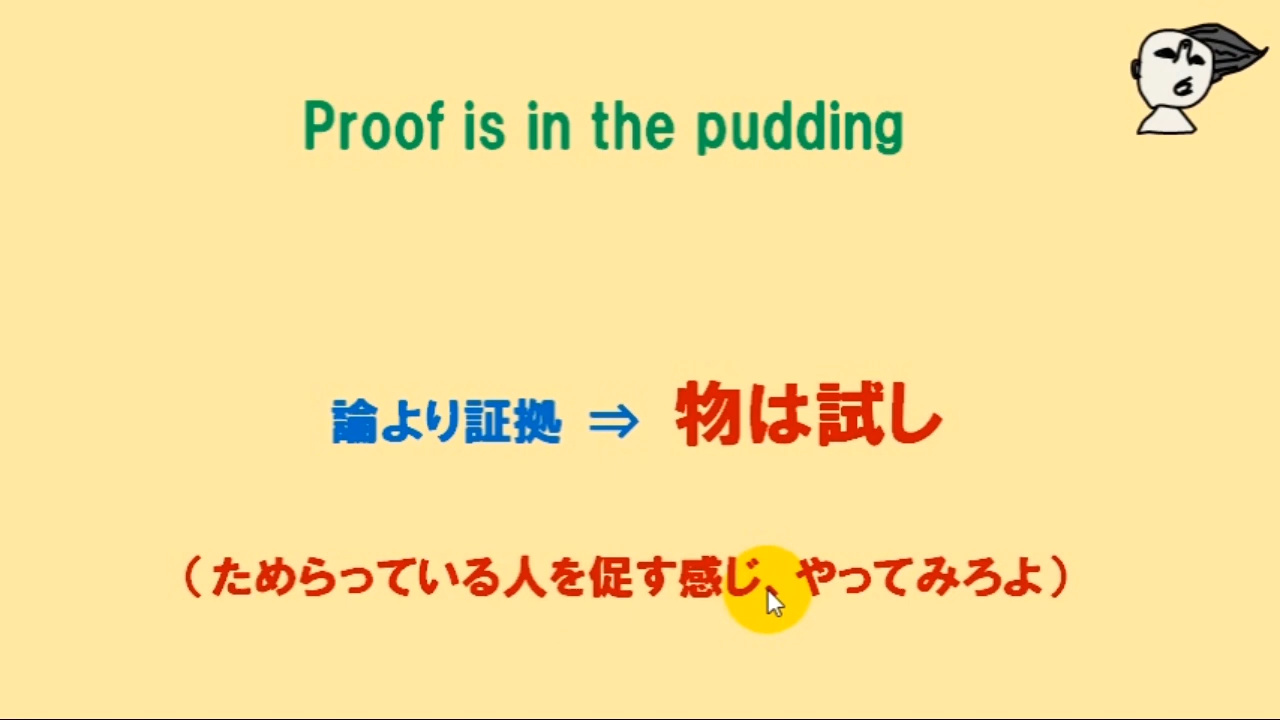 Proof is in the pudding
論より証拠 ⇒ 物は試し
（ためらっている人を促す感じ、やってみろよ）